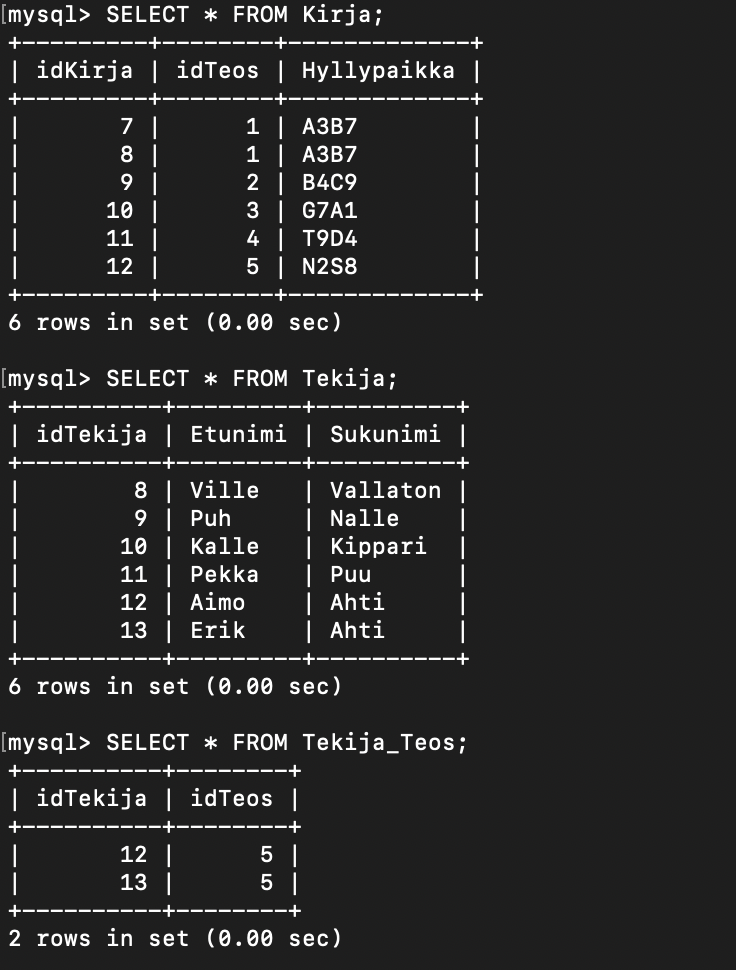 [mysql> SELECT * FROM Kirja;
+---------+--------+-------------+
| idKirja | idTeos | Hyllypaikka |
+---------+--------+-------------+
|       7 |      1 | A3B7        |
|       8 |      1 | A3B7        |
|       9 |      2 | B4C9        |
|      10 |      3 | G7A1        |
|      11 |      4 | T9D4        |
|      12 |      5 | N2S8        |
+---------+--------+-------------+
6 rows in set (0.00 sec)

[mysql> SELECT * FROM Tekija;
+----------+---------+----------+
| idTekija | Etunimi | Sukunimi |
+----------+---------+----------+
|        8 | Ville   | Vallaton |
|        9 | Puh     | Nalle    |
|       10 | Kalle   | Kippari  |
|       11 | Pekka   | Puu      |
|       12 | Aimo    | Ahti     |
|       13 | Erik    | Ahti     |
+----------+---------+----------+
6 rows in set (0.00 sec)

[mysql> SELECT * FROM Tekija_Teos;
+----------+--------+
| idTekija | idTeos |
+----------+--------+
|       12 |      5 |
|       13 |      5 |
+----------+--------+
2 rows in set (0.00 sec)